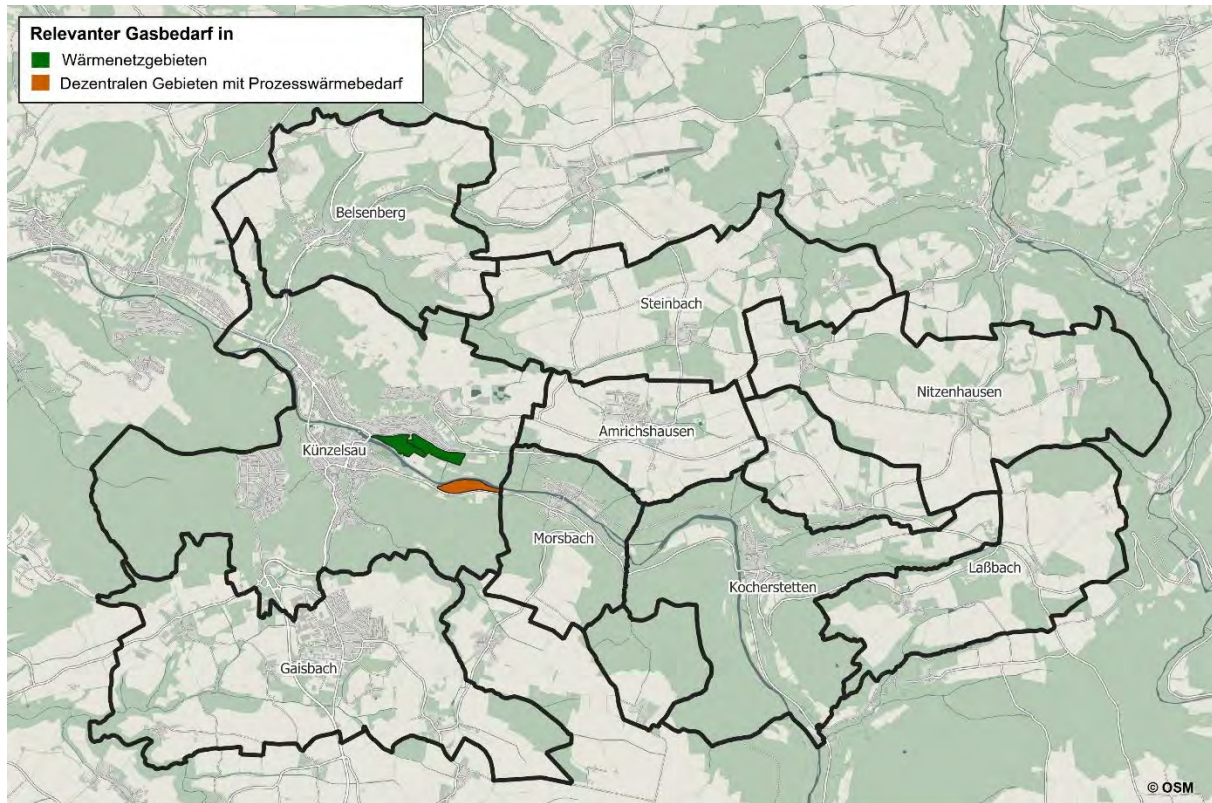 Relevanter Gasbedarf in
Wärmenetzgebieten
Dezentralen Gebieten mit Prozesswärmebedarf
Belsenberg
Steinbach
Nitzenhausen
Amrichshausen
Künzelsau
Morsbach
Laßbach
Kocherstetten
Gaisbach
© OSM